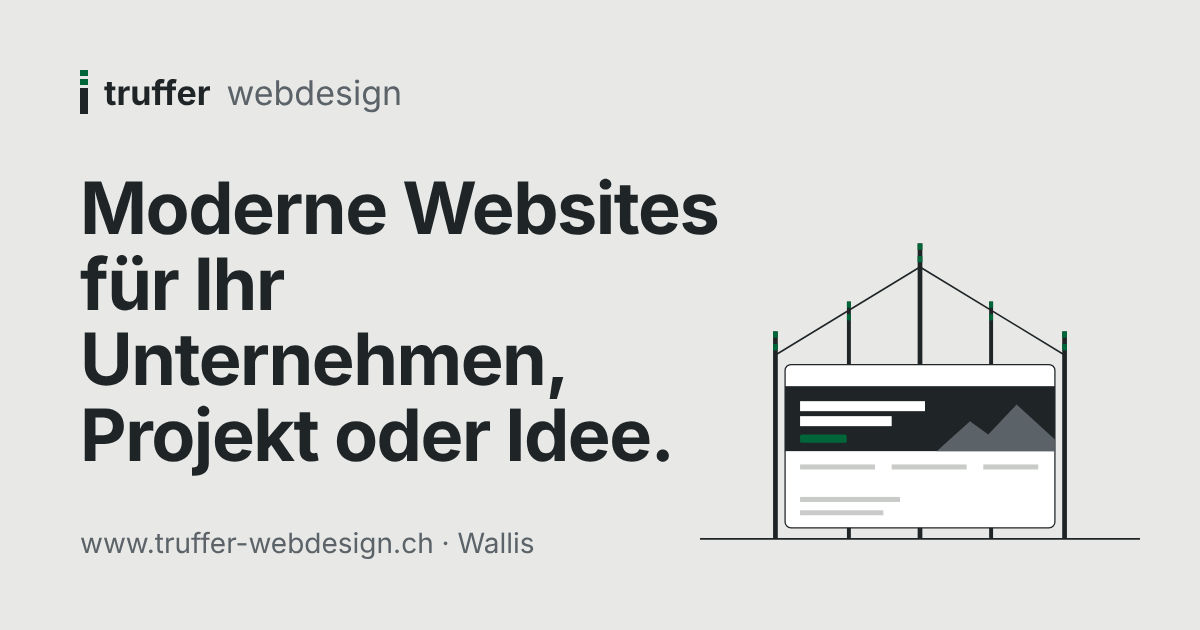 truffer webdesign
Moderne Websites
für Ihr
Unternehmen,
Projekt oder Idee.
www.truffer-webdesign.ch · Wallis